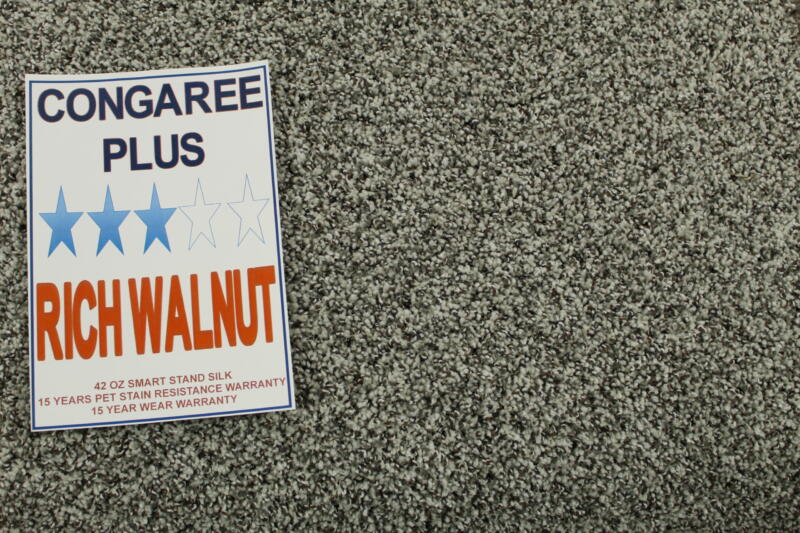 CONGAREE
PLUS
RICH WALNUT
42 OZ SMART STAND SILK
15 YEARS PET STAIN RESISTANCE WARRANTY
15 YEAR WEAR WARRANTY